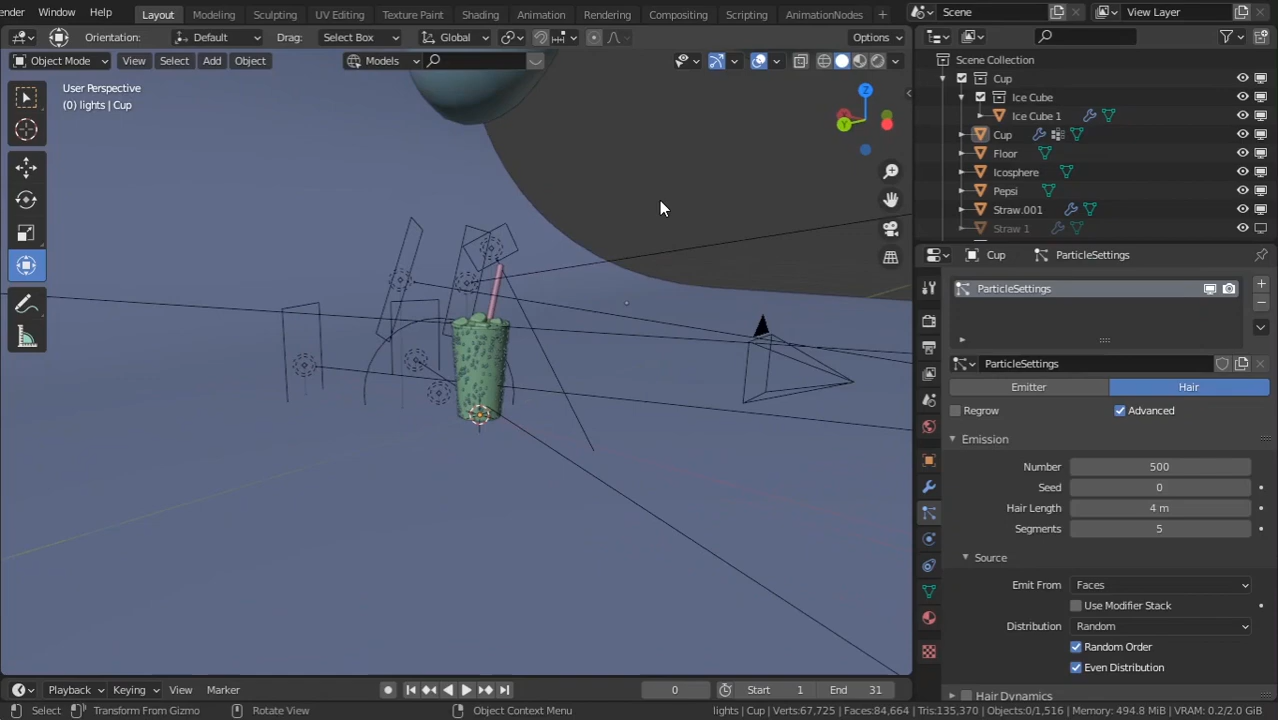 ender Window Help Layout Modeling Sculpting UV Editing Texture Paint Shading Animation Rendering Compositing Scripting AnimationNodes + Scene View Layer
Orientation: Default Drag: Select Box Global Options
Object Mode View Select Add Object Models
User Perspective
(0) lights | Cup
Z
Y
Scene Collection
Cup
Ice Cube
Ice Cube 1
Cup
Floor
Icosphere
Pepsi
Straw.001
Straw 1
Cup ParticleSettings
ParticleSettings
ParticleSettings
Emitter Hair
Regrow Advanced
Emission
Number 500
Seed 0
Hair Length 4 m
Segments 5
Source
Emit From Faces
Use Modifier Stack
Distribution Random
Random Order
Even Distribution
Hair Dynamics
Playback Keying View Marker 0 Start 1 End 31
Select Transform From Gizmo Rotate View Object Context Menu lights | Cup | Verts:67,725 | Faces:84,664 | Tris:135,370 | Objects:0/1,516 | Memory: 494.8 MiB | VRAM: 0.2/2.0 GiB